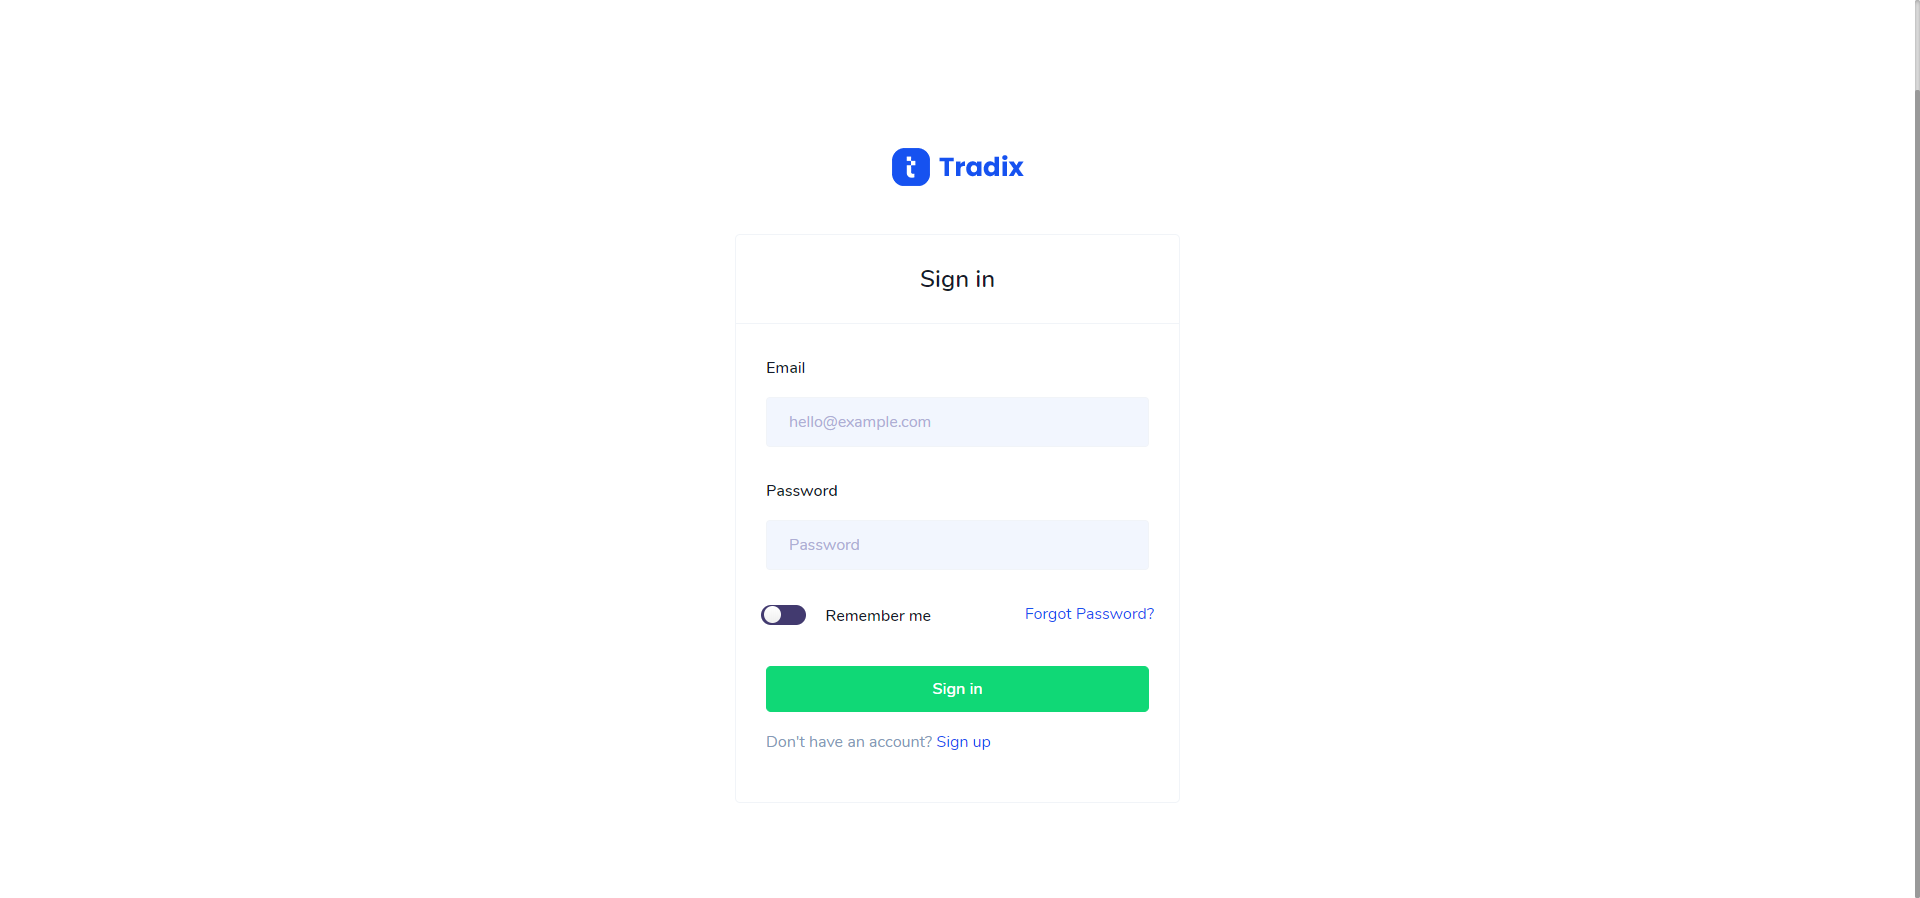 Tradix
Sign in
Email
hello@example.com
Password
Password
Remember me Forgot Password?
Sign in
Don't have an account? Sign up